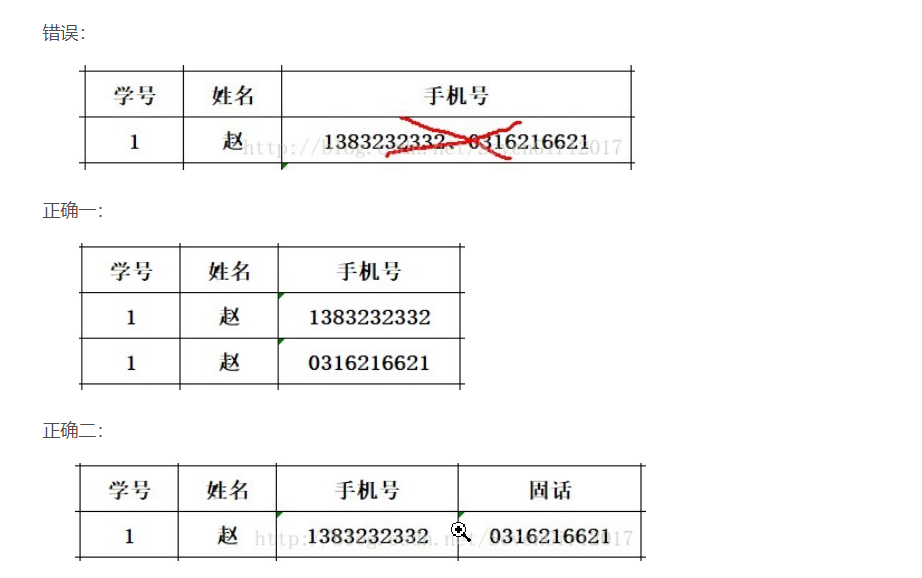 错误：
学号 姓名 手机号
1 赵 1383232332、0316216621
正确一：
学号 姓名 手机号
1 赵 1383232332
1 赵 0316216621
正确二：
学号 姓名 手机号 固话
1 赵 1383232332 0316216621